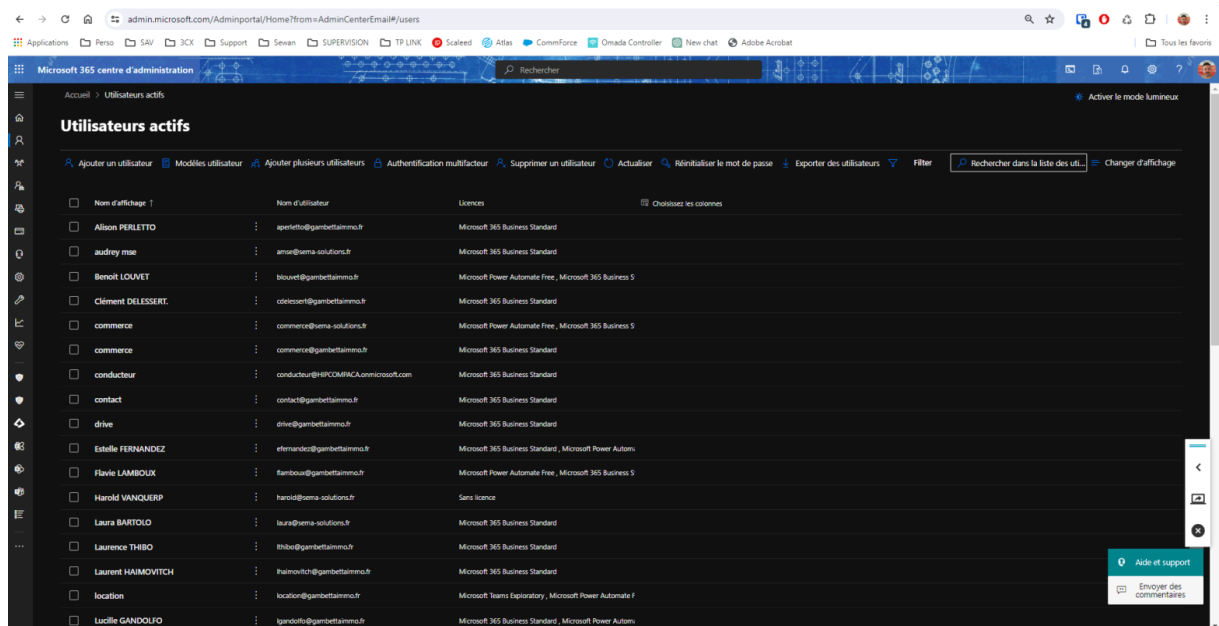 admin.microsoft.com/Adminportal/Home?from=AdminCenterEmail#/users
Applications Perso SAV 3CX Support Sewan SUPERVISION TP LINK Scaleed Atlas CommForce Omada Controller New chat Adobe Acrobat Tous les favoris
Microsoft 365 centre d'administration Rechercher
Accueil > Utilisateurs actifs Activer le mode lumineux
Utilisateurs actifs
Ajouter un utilisateur Modèles utilisateur Ajouter plusieurs utilisateurs Authentification multifacteur Supprimer un utilisateur Actualiser Réinitialiser le mot de passe Exporter des utilisateurs Filter Rechercher dans la liste des uti... Changer d'affichage
Nom d'affichage ↑ Nom d'utilisateur Licences Choisissez les colonnes
Alison PERLETTO aperletto@gambettaimmo.fr Microsoft 365 Business Standard
audrey mse amse@sema-solutions.fr Microsoft 365 Business Standard
Benoit LOUVET blouvet@gambettaimmo.fr Microsoft Power Automate Free , Microsoft 365 Business S
Clément DELESSERT. cdelessert@gambettaimmo.fr Microsoft 365 Business Standard
commerce commerce@sema-solutions.fr Microsoft Power Automate Free , Microsoft 365 Business S
commerce commerce@gambettaimmo.fr Microsoft 365 Business Standard
conducteur conducteur@HIPCOMPACA.onmicrosoft.com Microsoft 365 Business Standard
contact contact@gambettaimmo.fr Microsoft 365 Business Standard
drive drive@gambettaimmo.fr Microsoft 365 Business Standard
Estelle FERNANDEZ efernandez@gambettaimmo.fr Microsoft 365 Business Standard , Microsoft Power Autom
Flavie LAMBOUX flamboux@gambettaimmo.fr Microsoft Power Automate Free , Microsoft 365 Business S
Harold VANQUERP harold@sema-solutions.fr Sans licence
Laura BARTOLO laura@sema-solutions.fr Microsoft 365 Business Standard
Laurence THIBO lthibo@gambettaimmo.fr Microsoft 365 Business Standard
Laurent HAIMOVITCH lhaimovitch@gambettaimmo.fr Microsoft 365 Business Standard
location location@gambettaimmo.fr Microsoft Teams Exploratory , Microsoft Power Automate F
Lucille GANDOLFO lgandolfo@gambettaimmo.fr Microsoft 365 Business Standard , Microsoft Power Autom
Aide et support
Envoyer des
commentaires